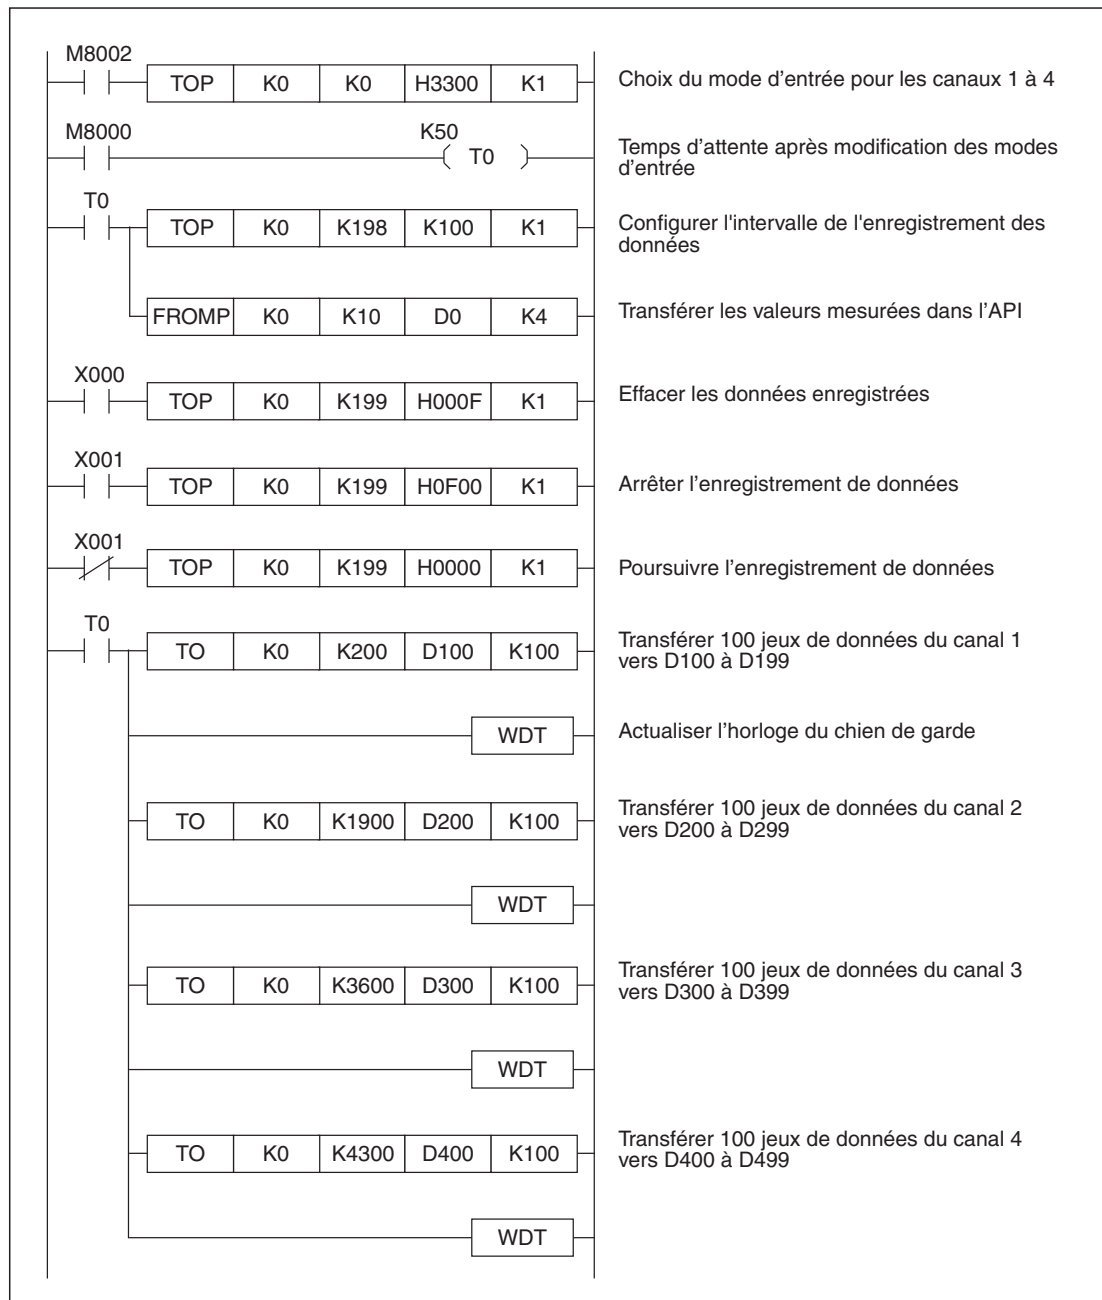 M8002
TOP K0 K0 H3300 K1
Choix du mode d'entrée pour les canaux 1 à 4
M8000
K50
T0
Temps d'attente après modification des modes
d'entrée
T0
TOP K0 K198 K100 K1
Configurer l'intervalle de l'enregistrement des
données
FROMP K0 K10 D0 K4
Transférer les valeurs mesurées dans l'API
X000
TOP K0 K199 H000F K1
Effacer les données enregistrées
X001
TOP K0 K199 H0F00 K1
Arrêter l'enregistrement de données
X001
TOP K0 K199 H0000 K1
Poursuivre l'enregistrement de données
T0
TO K0 K200 D100 K100
Transférer 100 jeux de données du canal 1
vers D100 à D199
WDT
Actualiser l'horloge du chien de garde
TO K0 K1900 D200 K100
Transférer 100 jeux de données du canal 2
vers D200 à D299
WDT
TO K0 K3600 D300 K100
Transférer 100 jeux de données du canal 3
vers D300 à D399
WDT
TO K0 K4300 D400 K100
Transférer 100 jeux de données du canal 4
vers D400 à D499
WDT